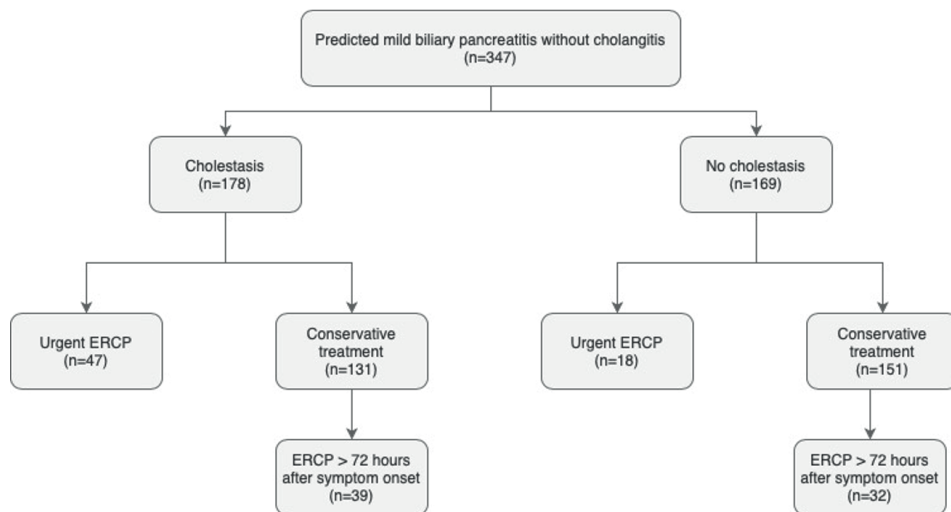 Predicted mild biliary pancreatitis without cholangitis
(n=347)
Cholestasis
(n=178)
No cholestasis
(n=169)
Urgent ERCP
(n=47)
Conservative
treatment
(n=131)
Urgent ERCP
(n=18)
Conservative
treatment
(n=151)
ERCP > 72 hours
after symptom onset
(n=39)
ERCP > 72 hours
after symptom onset
(n=32)